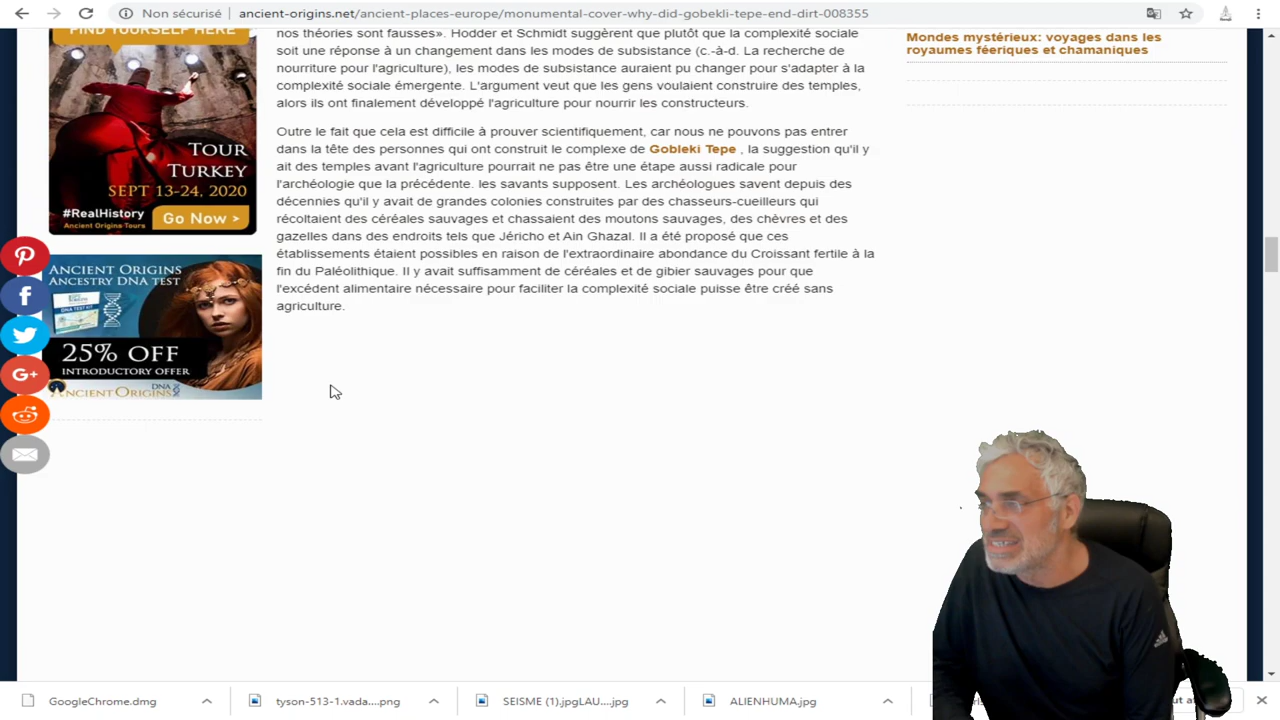 Non sécurisé
ancient-origins.net/ancient-places-europe/monumental-cover-why-did-gobekli-tepe-end-dirt-008355
FIND YOURSELF HERE
TOUR
TURKEY
SEPT 13-24, 2020
#RealHistory
Ancient Origins Tours
Go Now >
ANCIENT ORIGINS
ANCESTRY DNA TEST
25% OFF
INTRODUCTORY OFFER
ANCIENT ORIGINS DNA
nos théories sont fausses». Hodder et Schmidt suggèrent que plutôt que la complexité sociale
soit une réponse à un changement dans les modes de subsistance (c.-à-d. La recherche de
nourriture pour l'agriculture), les modes de subsistance auraient pu changer pour s'adapter à la
complexité sociale émergente. L'argument veut que les gens voulaient construire des temples,
alors ils ont finalement développé l'agriculture pour nourrir les constructeurs.
Outre le fait que cela est difficile à prouver scientifiquement, car nous ne pouvons pas entrer
dans la tête des personnes qui ont construit le complexe de Gobleki Tepe , la suggestion qu'il y
ait des temples avant l'agriculture pourrait ne pas être une étape aussi radicale pour
l'archéologie que la précédente. les savants supposent. Les archéologues savent depuis des
décennies qu'il y avait de grandes colonies construites par des chasseurs-cueilleurs qui
récoltaient des céréales sauvages et chassaient des moutons sauvages, des chèvres et des
gazelles dans des endroits tels que Jéricho et Ain Ghazal. Il a été proposé que ces
établissements étaient possibles en raison de l'extraordinaire abondance du Croissant fertile à la
fin du Paléolithique. Il y avait suffisamment de céréales et de gibier sauvages pour que
l'excédent alimentaire nécessaire pour faciliter la complexité sociale puisse être créé sans
agriculture.
Mondes mystérieux: voyages dans les
royaumes féeriques et chamaniques
GoogleChrome.dmg
tyson-513-1.vada....png
SEISME (1).jpgLAU....jpg
ALIENHUMA.jpg